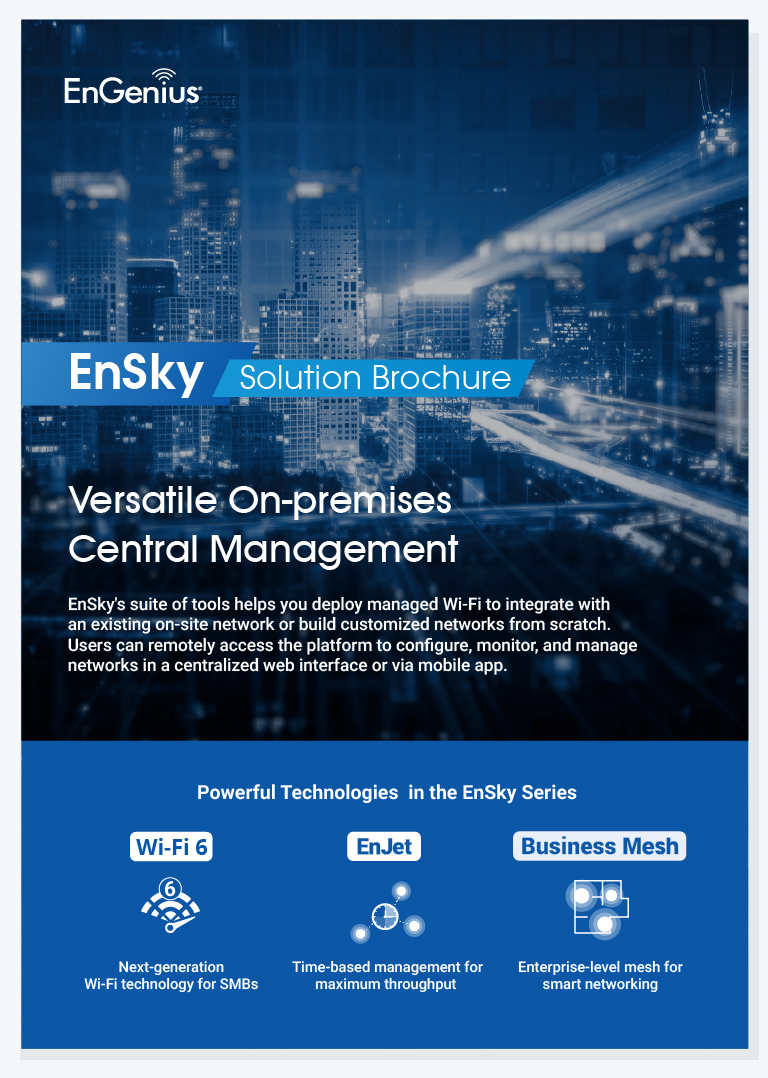 EnGenius®
EnSky Solution Brochure
Versatile On-premises
Central Management
EnSky's suite of tools helps you deploy managed Wi-Fi to integrate with
an existing on-site network or build customized networks from scratch.
Users can remotely access the platform to configure, monitor, and manage
networks in a centralized web interface or via mobile app.
Powerful Technologies in the EnSky Series
Wi-Fi 6
EnJet
Business Mesh
6
Next-generation
Wi-Fi technology for SMBs
Time-based management for
maximum throughput
Enterprise-level mesh for
smart networking